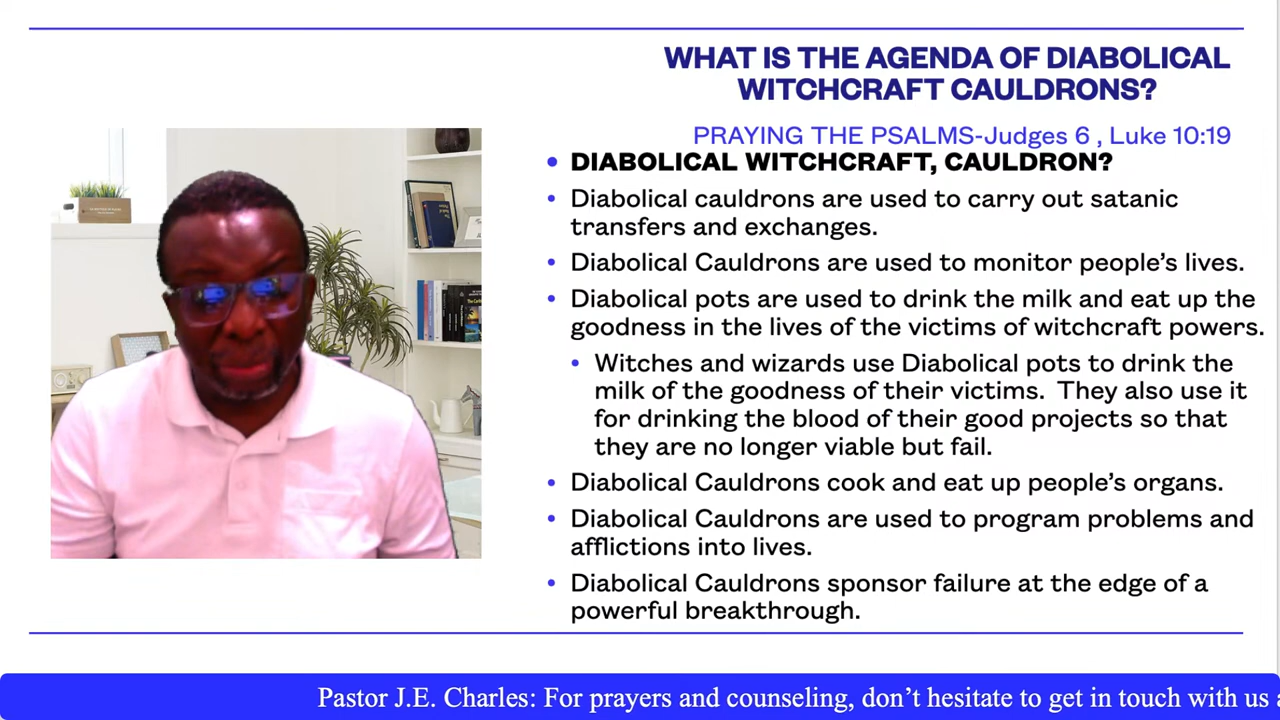 WHAT IS THE AGENDA OF DIABOLICAL
WITCHCRAFT CAULDRONS?
PRAYING THE PSALMS-Judges 6 , Luke 10:19
• DIABOLICAL WITCHCRAFT, CAULDRON?
• Diabolical cauldrons are used to carry out satanic
transfers and exchanges.
• Diabolical Cauldrons are used to monitor people’s lives.
• Diabolical pots are used to drink the milk and eat up the
goodness in the lives of the victims of witchcraft powers.
• Witches and wizards use Diabolical pots to drink the
milk of the goodness of their victims. They also use it
for drinking the blood of their good projects so that
they are no longer viable but fail.
• Diabolical Cauldrons cook and eat up people’s organs.
• Diabolical Cauldrons are used to program problems and
afflictions into lives.
• Diabolical Cauldrons sponsor failure at the edge of a
powerful breakthrough.
Pastor J.E. Charles: For prayers and counseling, don’t hesitate to get in touch with us